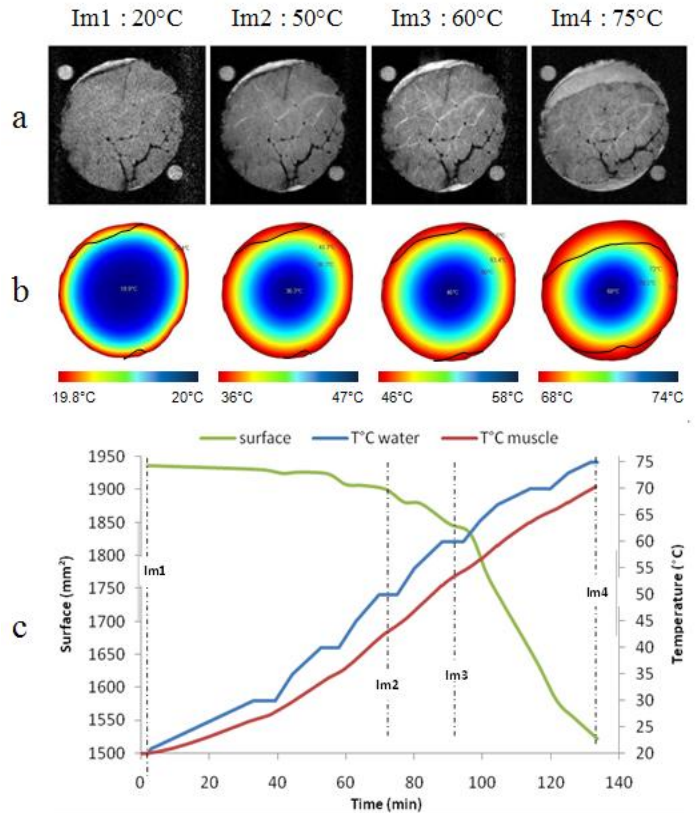 Im1 : 20°C Im2 : 50°C Im3 : 60°C Im4 : 75°C
a
b
19.8°C 20°C 36°C 47°C 46°C 58°C 68°C 74°C
surface T°C water T°C muscle
1950
1900
1850
1800
1750
1700
1650
1600
1550
1500
Surface (mm²)
c
75
70
65
60
55
50
45
40
35
30
25
20
Temperature (°C)
Im1
Im2
Im3
Im4
0 20 40 60 80 100 120 140
Time (min)